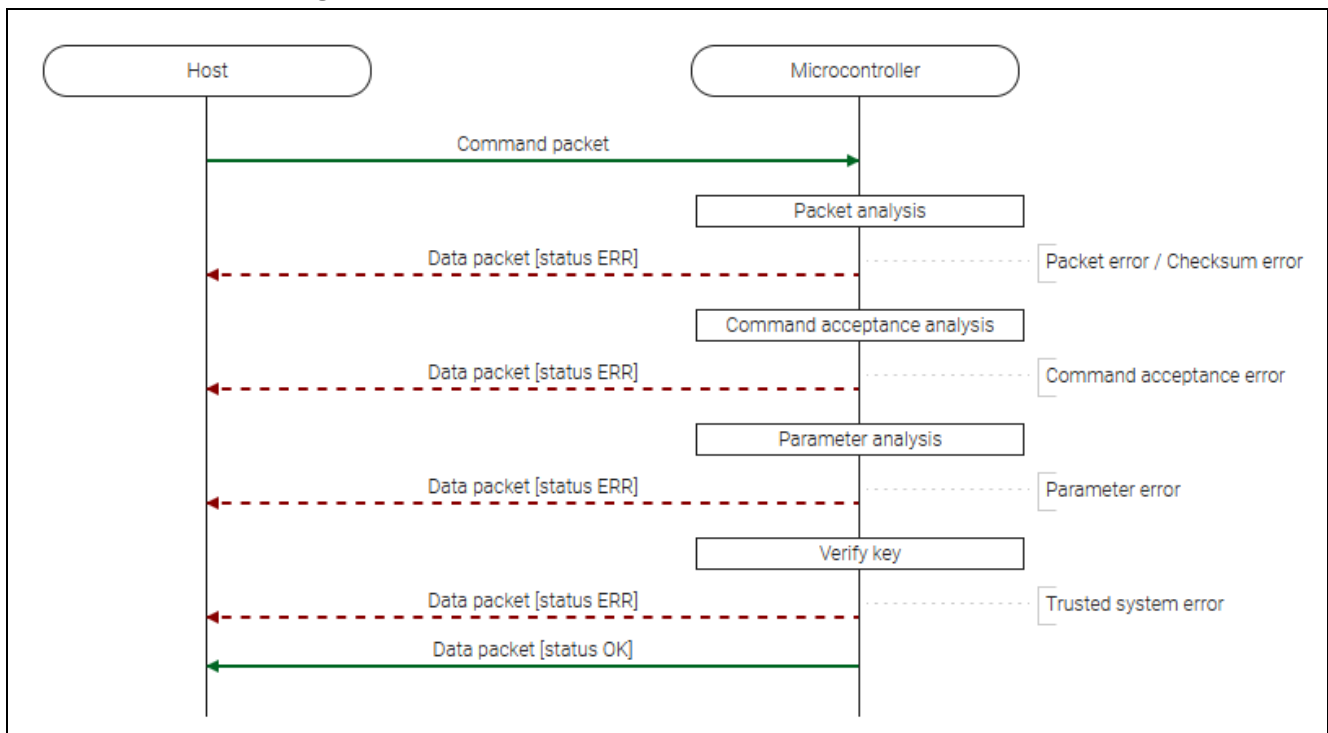 Host
Microcontroller
Command packet
Packet analysis
Data packet [status ERR]
Packet error / Checksum error
Command acceptance analysis
Data packet [status ERR]
Command acceptance error
Parameter analysis
Data packet [status ERR]
Parameter error
Verify key
Data packet [status ERR]
Trusted system error
Data packet [status OK]